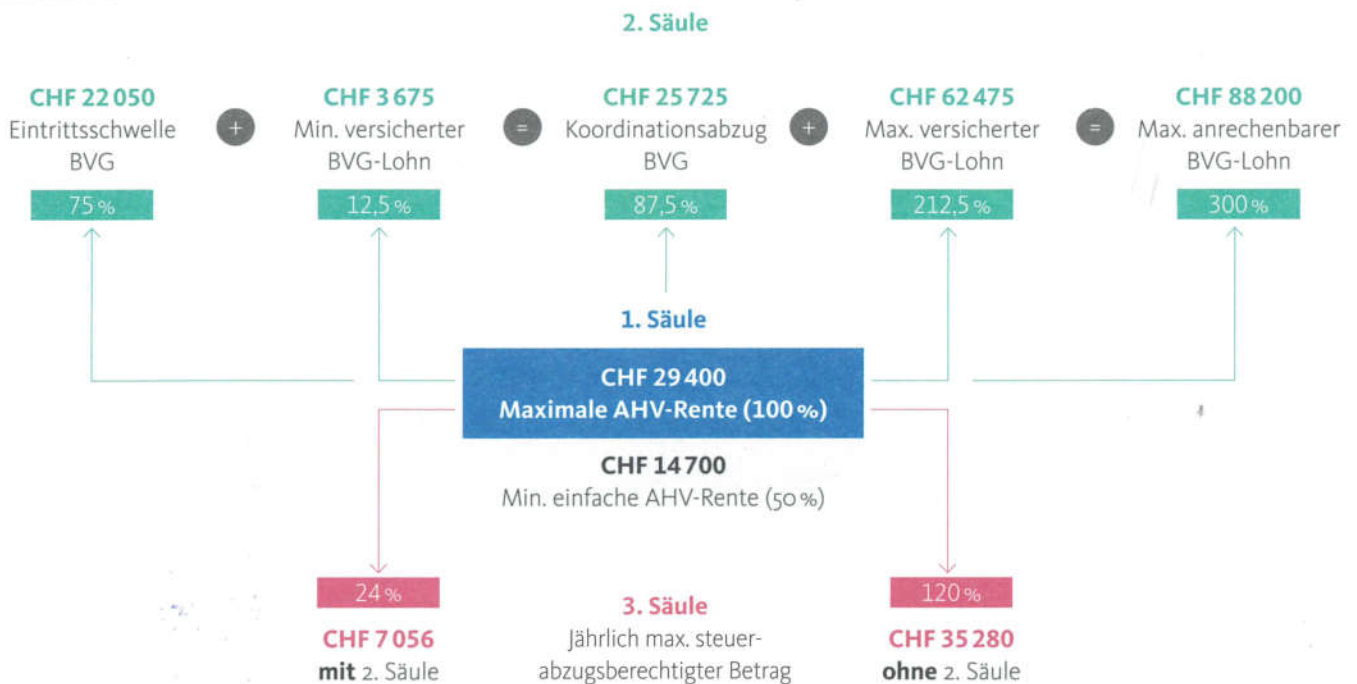 2. Säule
CHF 22 050
Eintrittsschwelle
BVG
75 %
+
CHF 3 675
Min. versicherter
BVG-Lohn
12,5 %
=
CHF 25 725
Koordinationsabzug
BVG
87,5 %
+
CHF 62 475
Max. versicherter
BVG-Lohn
212,5 %
=
CHF 88 200
Max. anrechenbarer
BVG-Lohn
300 %
1. Säule
CHF 29 400
Maximale AHV-Rente (100 %)
CHF 14 700
Min. einfache AHV-Rente (50 %)
24 %
CHF 7 056
mit 2. Säule
3. Säule
Jährlich max. steuer-
abzugsberechtigter Betrag
120 %
CHF 35 280
ohne 2. Säule